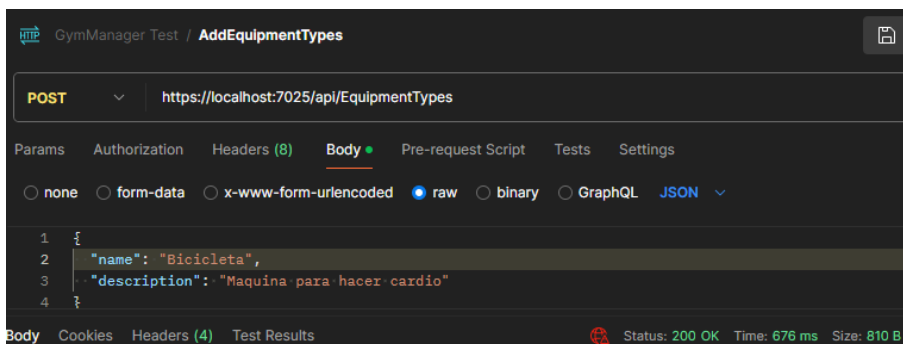 HTTP GymManager Test / AddEquipmentTypes
POST https://localhost:7025/api/EquipmentTypes
Params Authorization Headers (8) Body Pre-request Script Tests Settings
none form-data x-www-form-urlencoded raw binary GraphQL JSON
1 {
2 "name": "Bicicleta",
3 "description": "Maquina para hacer cardio"
4 }
Body Cookies Headers (4) Test Results Status: 200 OK Time: 676 ms Size: 810 B